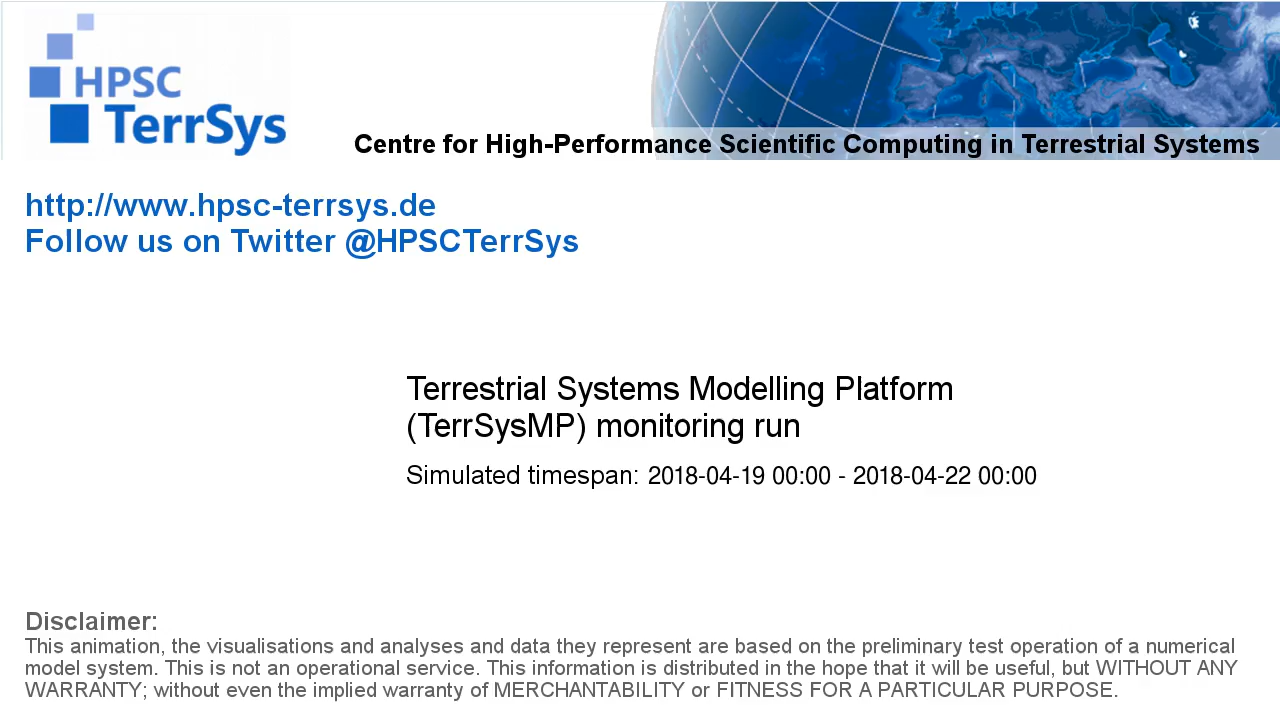 HPSC
TerrSys
Centre for High-Performance Scientific Computing in Terrestrial Systems
http://www.hpsc-terrsys.de
Follow us on Twitter @HPSCTerrSys
Terrestrial Systems Modelling Platform
(TerrSysMP) monitoring run
Simulated timespan: 2018-04-19 00:00 - 2018-04-22 00:00
Disclaimer:
This animation, the visualisations and analyses and data they represent are based on the preliminary test operation of a numerical
model system. This is not an operational service. This information is distributed in the hope that it will be useful, but WITHOUT ANY
WARRANTY; without even the implied warranty of MERCHANTABILITY or FITNESS FOR A PARTICULAR PURPOSE.